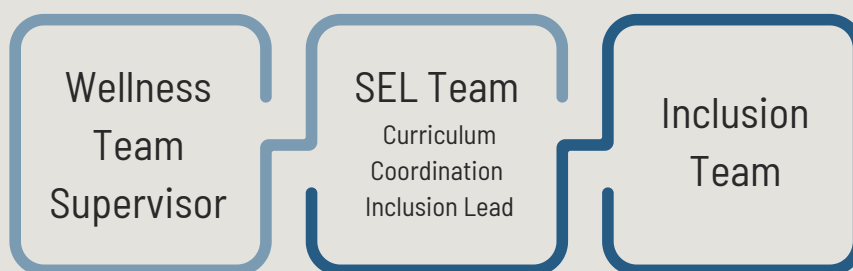 Wellness
Team
Supervisor
SEL Team
Curriculum
Coordination
Inclusion Lead
Inclusion
Team